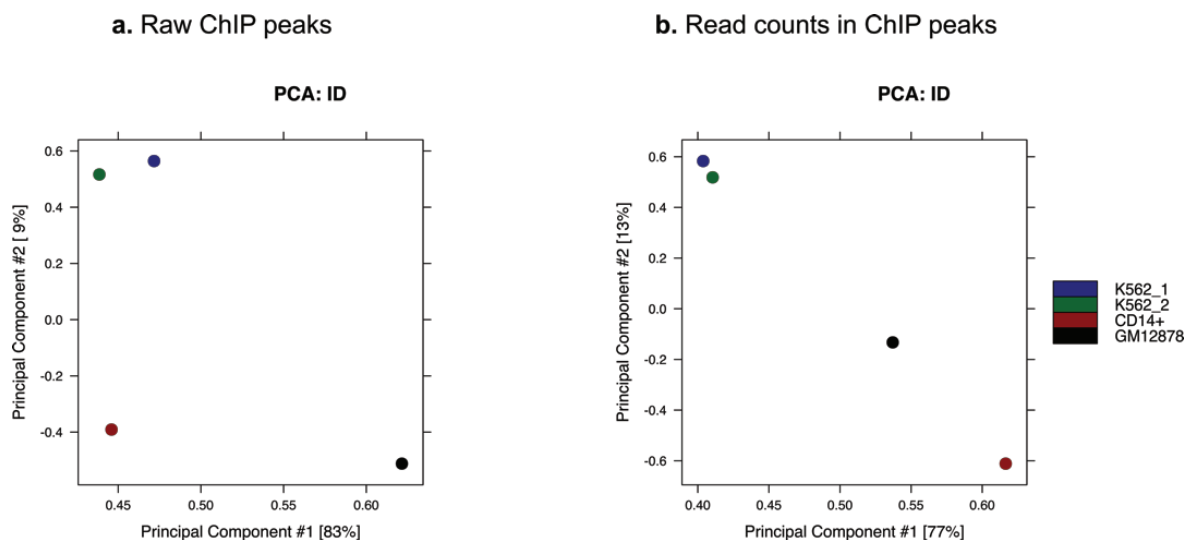 a. Raw ChIP peaks
PCA: ID
0.6
0.4
0.2
0.0
-0.2
-0.4
Principal Component #2 [ 9%]
0.45 0.50 0.55 0.60
Principal Component #1 [83%]
b. Read counts in ChIP peaks
PCA: ID
0.6
0.4
0.2
0.0
-0.2
-0.4
-0.6
Principal Component #2 [13%]
0.40 0.45 0.50 0.55 0.60
Principal Component #1 [77%]
K562_1
K562_2
CD14+
GM12878